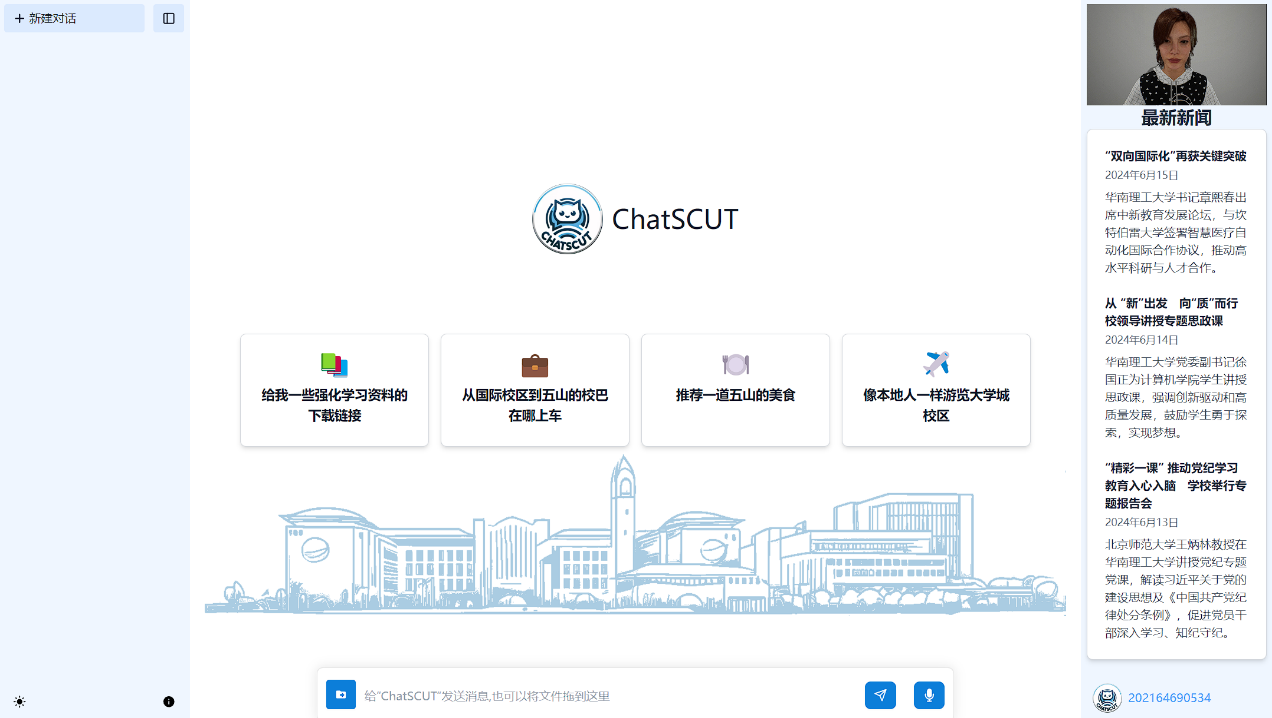 新建对话
CHATSCUT
ChatSCUT
给我一些强化学习资料的
下载链接
从国际校区到五山的校巴
在哪上车
推荐一道五山的美食
像本地人一样游览大学城
校区
给“ChatSCUT”发送消息,也可以将文件拖到这里
最新新闻
“双向国际化”再获关键突破
2024年6月15日
华南理工大学书记章熙春出
席中新教育发展论坛，与坎
特伯雷大学签署智慧医疗自
动化国际合作协议，推动高
水平科研与人才合作。
从 “新”出发　向“质”而行
校领导讲授专题思政课
2024年6月14日
华南理工大学党委副书记徐
国正为计算机学院学生讲授
思政课，强调创新驱动和高
质量发展，鼓励学生勇于探
索，实现梦想。
“精彩一课” 推动党纪学习
教育入心入脑　学校举行专
题报告会
2024年6月13日
北京师范大学王炳林教授在
华南理工大学讲授党纪专题
党课，解读习近平关于党的
建设思想及《中国共产党纪
律处分条例》，促进党员干
部深入学习、知纪守纪。
CHATSCUT
202164690534